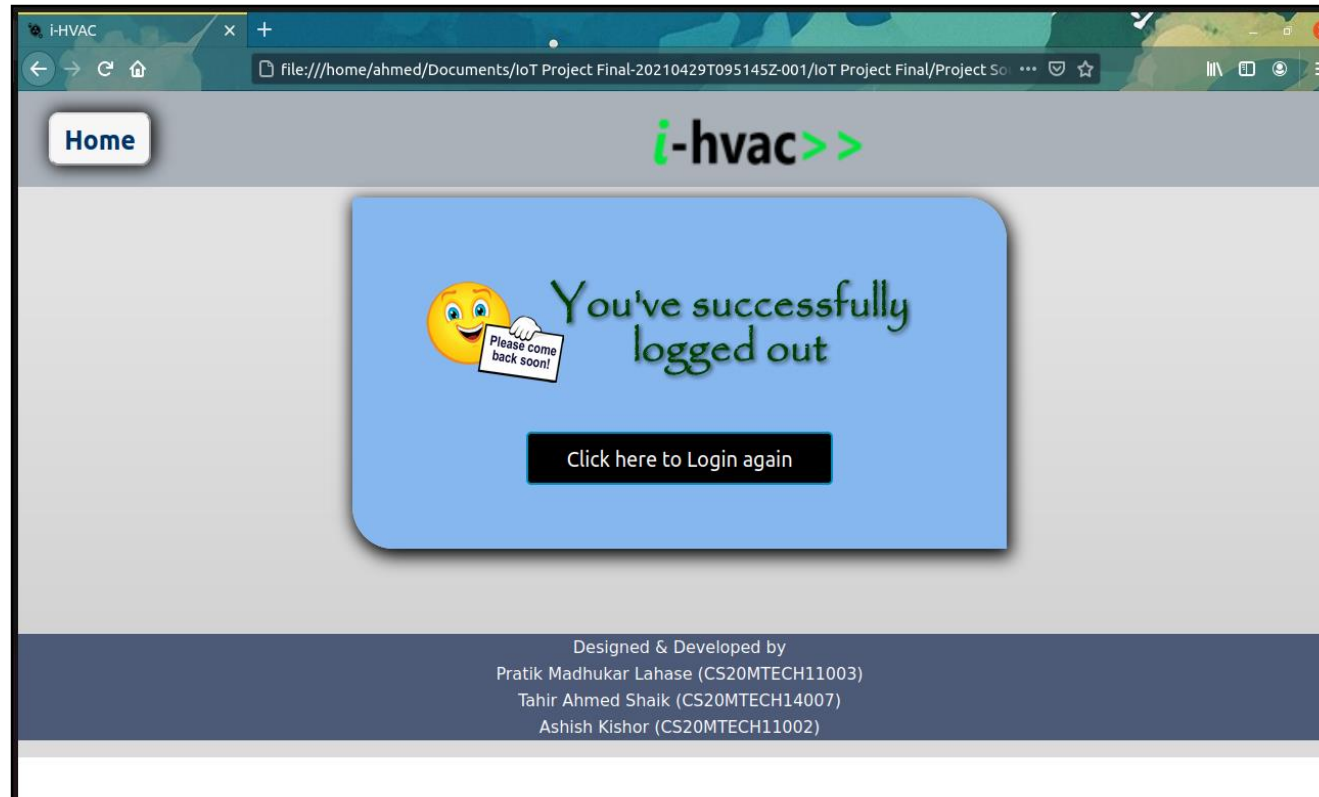 i-HVAC
file:///home/ahmed/Documents/IoT Project Final-20210429T095145Z-001/IoT Project Final/Project So
Home
i-hvac>>
You've successfully
logged out
Please come
back soon!
Click here to Login again
Designed & Developed by
Pratik Madhukar Lahase (CS20MTECH11003)
Tahir Ahmed Shaik (CS20MTECH14007)
Ashish Kishor (CS20MTECH11002)